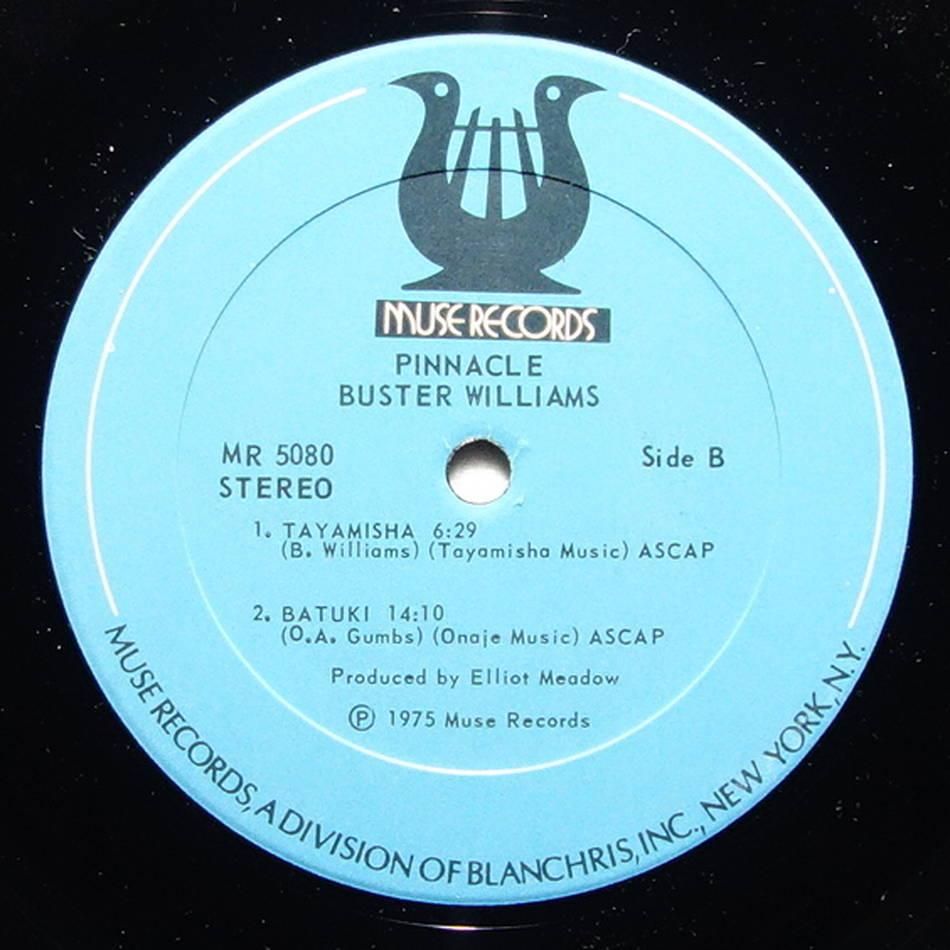 MUSE RECORDS
PINNACLE
BUSTER WILLIAMS
MR 5080
STEREO
Side B
1. TAYAMISHA 6:29
(B. Williams) (Tayamisha Music) ASCAP
2. BATUKI 14:10
(O.A. Gumbs) (Onaje Music) ASCAP
Produced by Elliot Meadow
Ⓟ 1975 Muse Records
MUSE RECORDS, A DIVISION OF BLANCHRIS, INC., NEW YORK, N.Y.